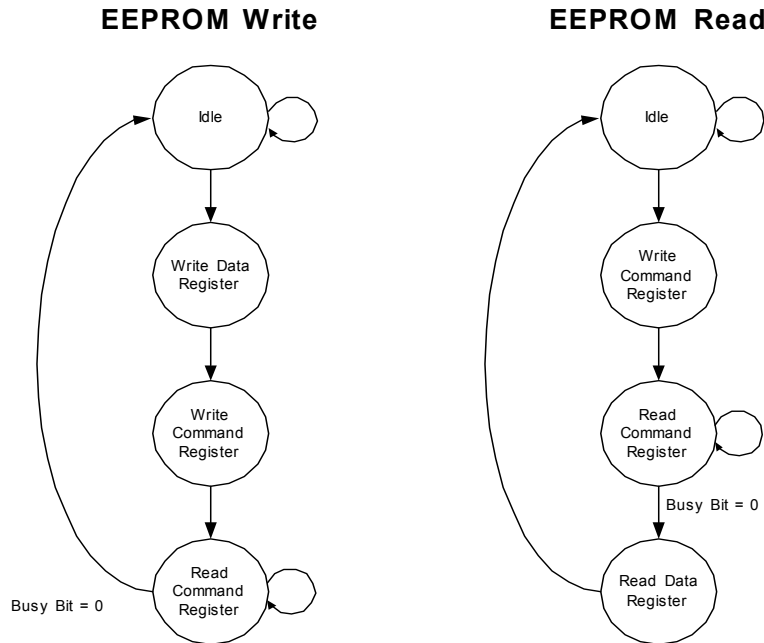 EEPROM Write
Idle
Write Data
Register
Write
Command
Register
Read
Command
Register
Busy Bit = 0
EEPROM Read
Idle
Write
Command
Register
Read
Command
Register
Busy Bit = 0
Read Data
Register